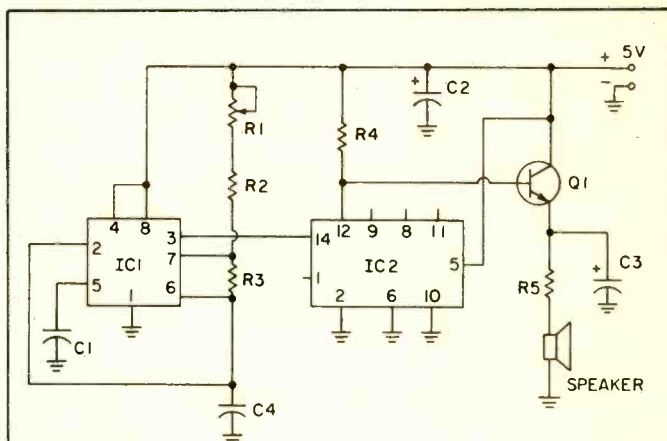 + 5V
-
+ C2
R1
R4
R2
Q1
4 8
3
12 9 8 11
2
7
14
5
IC1
R3
IC2
1
+ C3
5
6
R5
1
2 6 10
C1
SPEAKER
C4